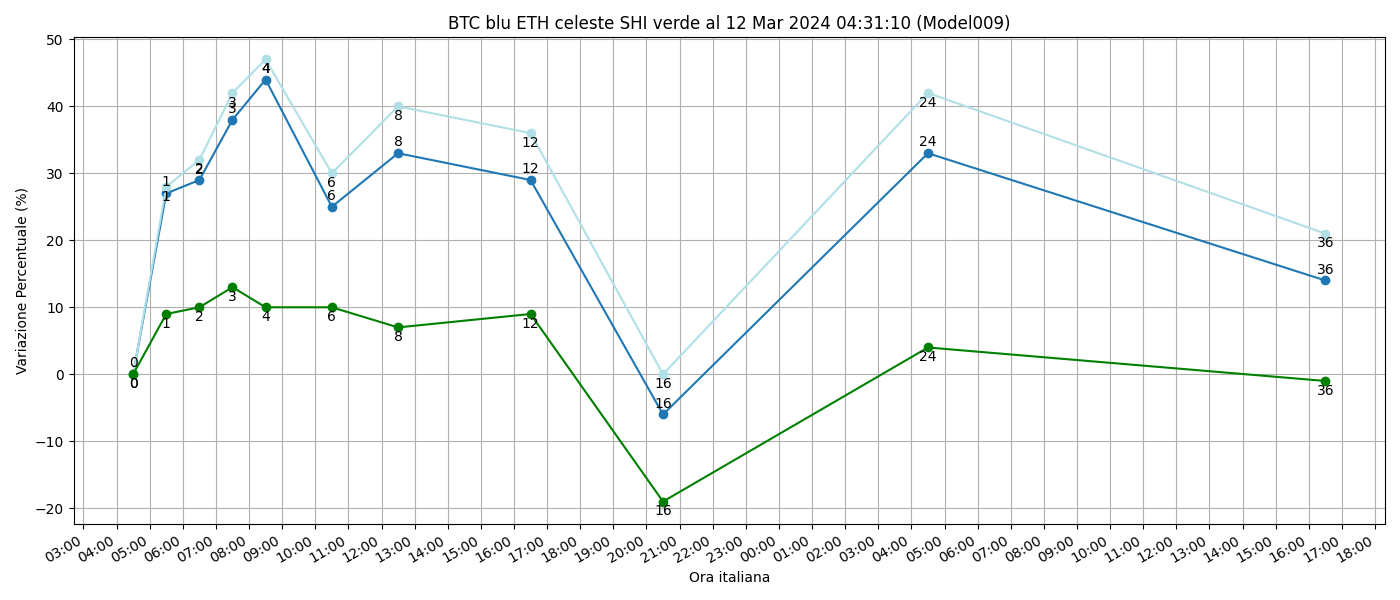 BTC blu ETH celeste SHI verde al 12 Mar 2024 04:31:10 (Model009)
Variazione Percentuale (%)
50
40
30
20
10
0
−10
−20
0 1 2 3 4 6 8 12 16 24 36
0 1 2 3 4 6 8 12 16 24 36
0 1 2 3 4 6 8 12 16 24 36
03:00 04:00 05:00 06:00 07:00 08:00 09:00 10:00 11:00 12:00 13:00 14:00 15:00 16:00 17:00 18:00 19:00 20:00 21:00 22:00 23:00 00:00 01:00 02:00 03:00 04:00 05:00 06:00 07:00 08:00 09:00 10:00 11:00 12:00 13:00 14:00 15:00 16:00 17:00 18:00
Ora italiana